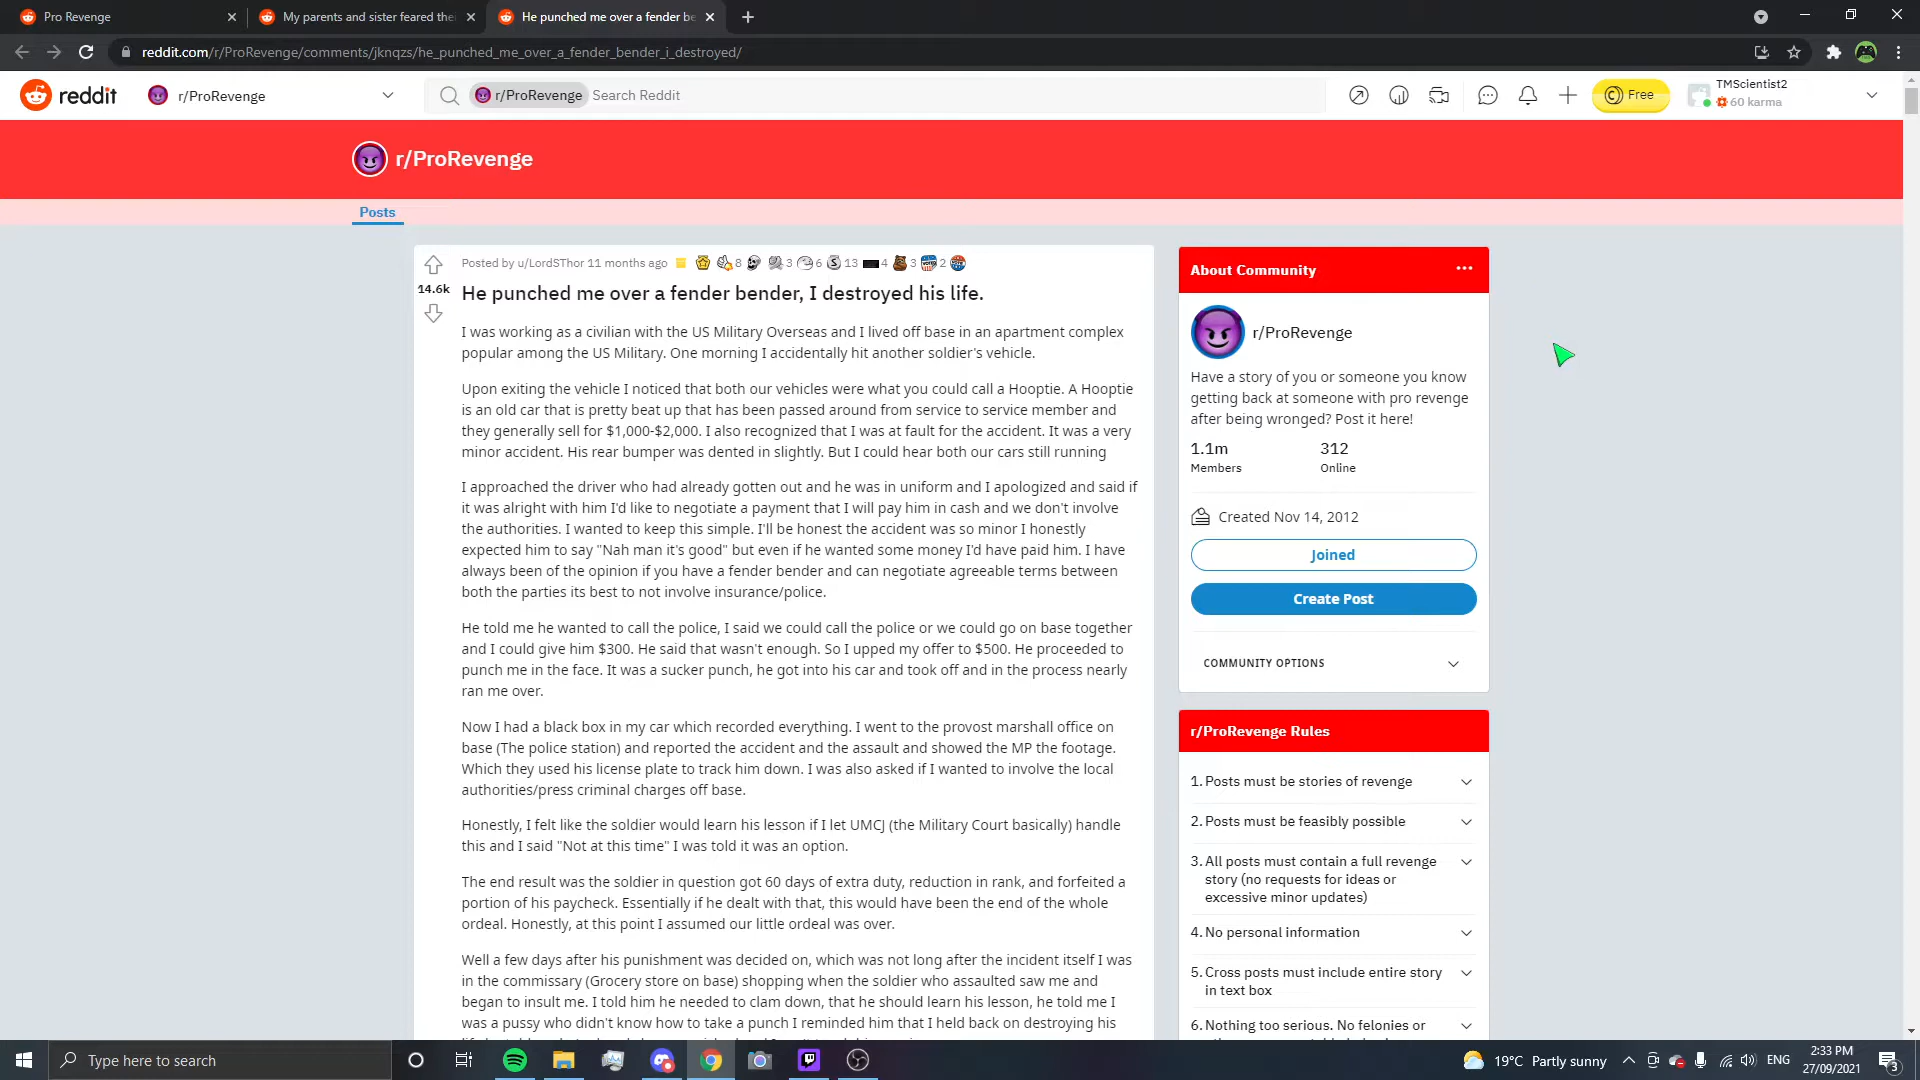 Pro Revenge
My parents and sister feared thei
He punched me over a fender be
reddit.com/r/ProRevenge/comments/jknqzs/he_punched_me_over_a_fender_bender_i_destroyed/
reddit
r/ProRevenge
r/ProRevenge
Search Reddit
Free
TMScientist2
60 karma
r/ProRevenge
Posts
14.6k
Posted by u/LordSThor 11 months ago
8
3
6
13
4
3
2
He punched me over a fender bender, I destroyed his life.
I was working as a civilian with the US Military Overseas and I lived off base in an apartment complex
popular among the US Military. One morning I accidentally hit another soldier's vehicle.
Upon exiting the vehicle I noticed that both our vehicles were what you could call a Hooptie. A Hooptie
is an old car that is pretty beat up that has been passed around from service to service member and
they generally sell for $1,000-$2,000. I also recognized that I was at fault for the accident. It was a very
minor accident. His rear bumper was dented in slightly. But I could hear both our cars still running
I approached the driver who had already gotten out and he was in uniform and I apologized and said if
it was alright with him I'd like to negotiate a payment that I will pay him in cash and we don't involve
the authorities. I wanted to keep this simple. I'll be honest the accident was so minor I honestly
expected him to say "Nah man it's good" but even if he wanted some money I'd have paid him. I have
always been of the opinion if you have a fender bender and can negotiate agreeable terms between
both the parties its best to not involve insurance/police.
He told me he wanted to call the police, I said we could call the police or we could go on base together
and I could give him $300. He said that wasn't enough. So I upped my offer to $500. He proceeded to
punch me in the face. It was a sucker punch, he got into his car and took off and in the process nearly
ran me over.
Now I had a black box in my car which recorded everything. I went to the provost marshall office on
base (The police station) and reported the accident and the assault and showed the MP the footage.
Which they used his license plate to track him down. I was also asked if I wanted to involve the local
authorities/press criminal charges off base.
Honestly, I felt like the soldier would learn his lesson if I let UMCJ (the Military Court basically) handle
this and I said "Not at this time" I was told it was an option.
The end result was the soldier in question got 60 days of extra duty, reduction in rank, and forfeited a
portion of his paycheck. Essentially if he dealt with that, this would have been the end of the whole
ordeal. Honestly, at this point I assumed our little ordeal was over.
Well a few days after his punishment was decided on, which was not long after the incident itself I was
in the commissary (Grocery store on base) shopping when the soldier who assaulted saw me and
began to insult me. I told him he needed to clam down, that he should learn his lesson, he told me I
was a pussy who didn't know how to take a punch I reminded him that I held back on destroying his
About Community
r/ProRevenge
Have a story of you or someone you know
getting back at someone with pro revenge
after being wronged? Post it here!
1.1m
Members
312
Online
Created Nov 14, 2012
Joined
Create Post
COMMUNITY OPTIONS
r/ProRevenge Rules
1. Posts must be stories of revenge
2. Posts must be feasibly possible
3. All posts must contain a full revenge
story (no requests for ideas or
excessive minor updates)
4. No personal information
5. Cross posts must include entire story
in text box
6. Nothing too serious. No felonies or
Type here to search
19°C Partly sunny
ENG
2:33 PM
27/09/2021
3